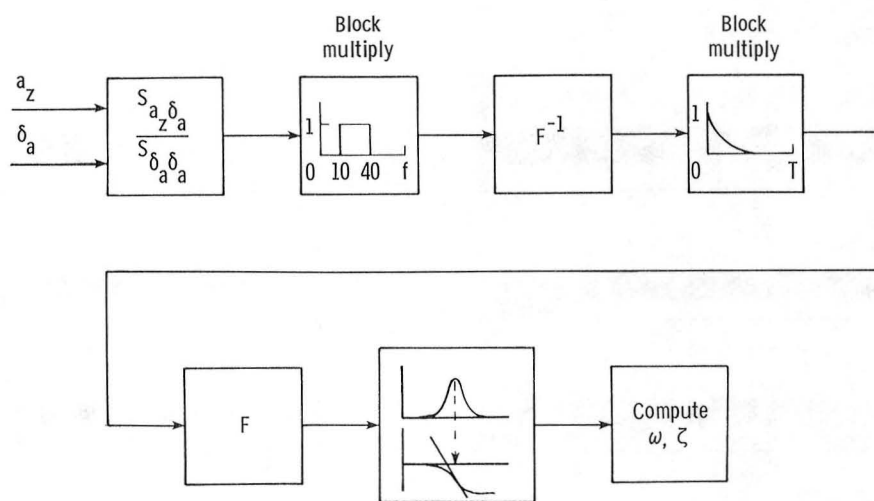 Block
multiply
Block
multiply
a_z
δ_a
S_{a_z δ_a}
S_{δ_a δ_a}
1
0 10 40 f
F^{-1}
1
0 T
F
Compute
ω, ζ